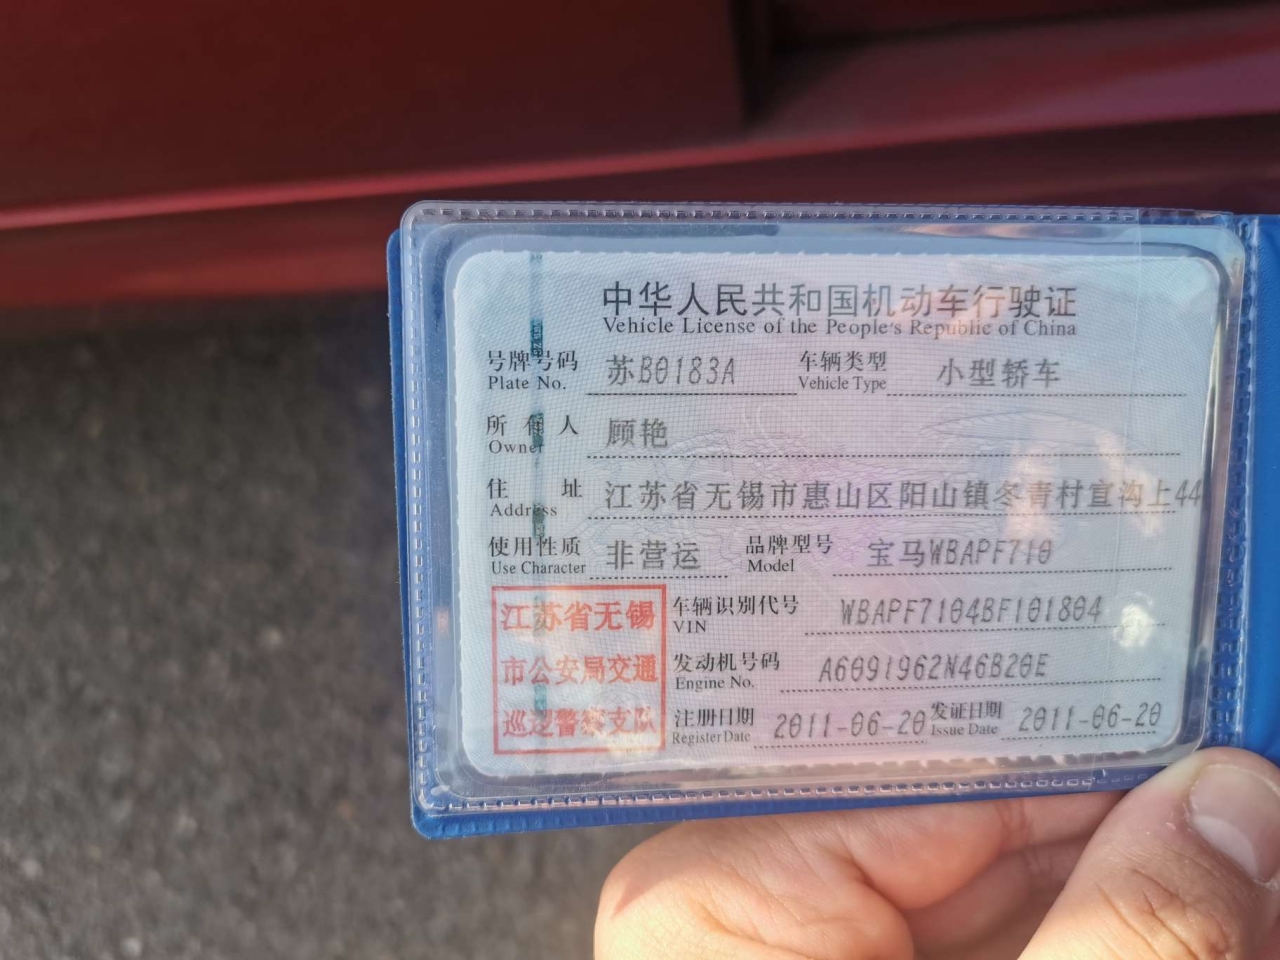 中华人民共和国机动车行驶证
Vehicle License of the People's Republic of China
号牌号码 苏B0183A 车辆类型 小型轿车
Plate No. Vehicle Type
所有人 顾艳
Owner
住址 江苏省无锡市惠山区阳山镇冬青村宣沟上44
Address
使用性质 非营运 品牌型号 宝马WBAPF710
Use Character Model
江苏省无锡
市公安局交通
巡逻警察支队
车辆识别代号 WBAPF7104BF101804
VIN
发动机号码 A6091962N46B20E
Engine No.
注册日期 2011-06-20 发证日期 2011-06-20
Register Date Issue Date